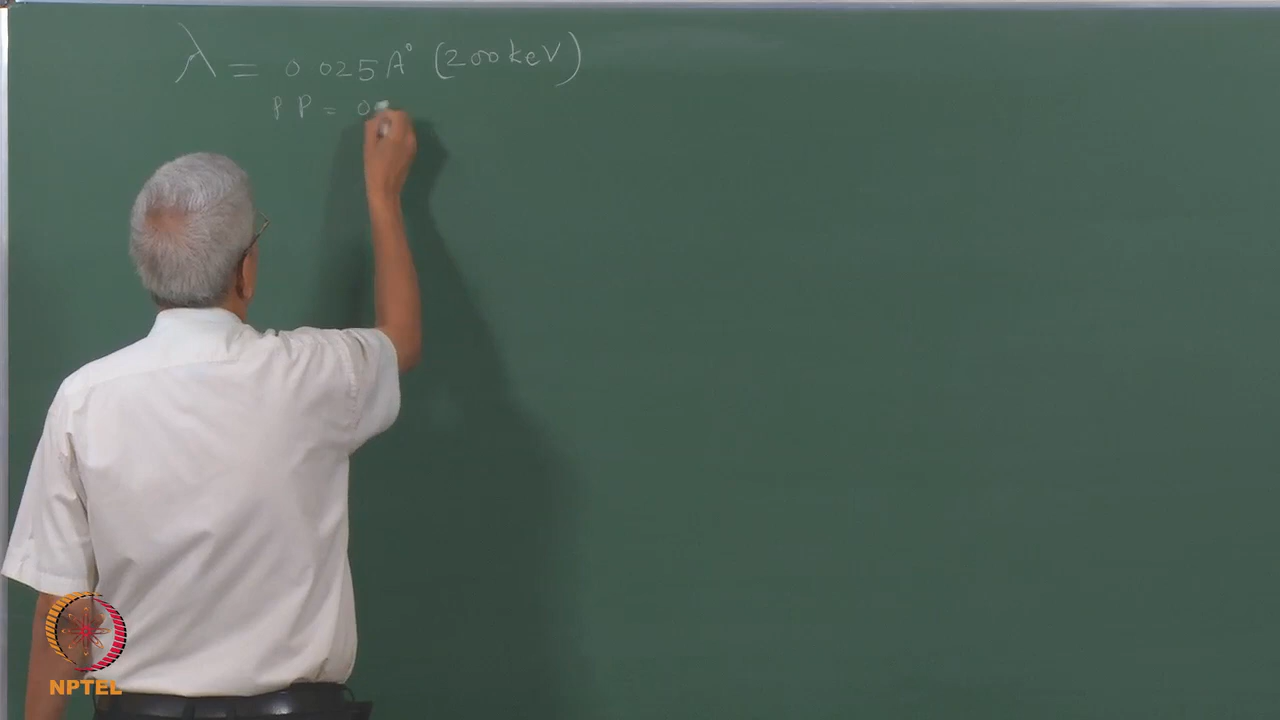 λ = 0 025 A° (200 keV)
P P = 0
NPTEL